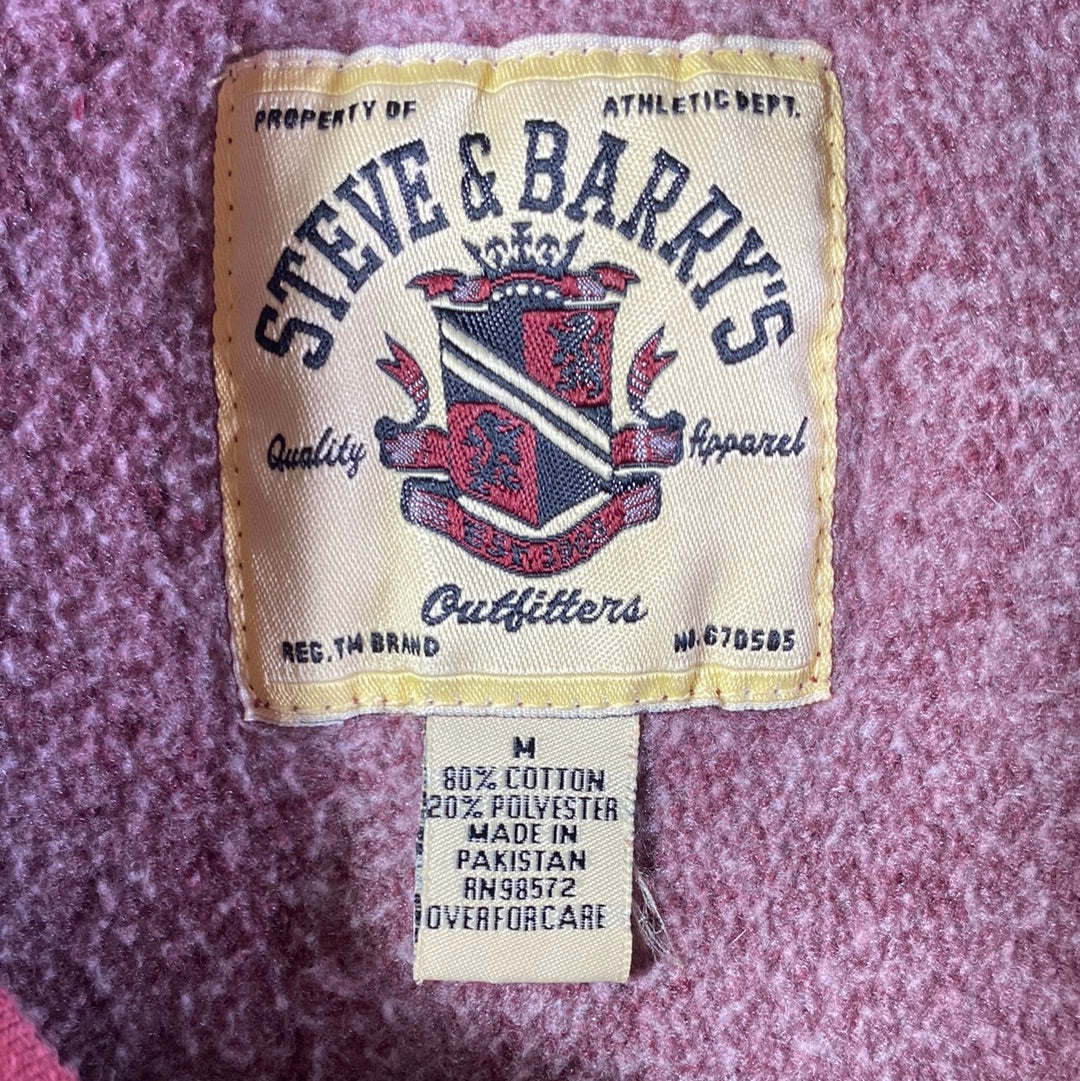 PROPERTY OF ATHLETIC DEPT.
STEVE & BARRY'S
Quality Apparel
Outfitters
REG. TM BRAND NO. 670505
M
80% COTTON
20% POLYESTER
MADE IN
PAKISTAN
RN98572
OVERFORCARE